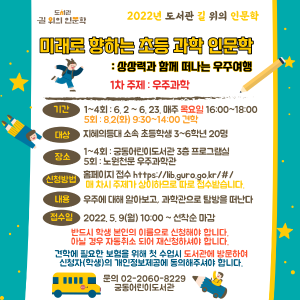 도서관
길 위의 인문학
2022년 도서관 길 위의 인문학
미래로 향하는 초등 과학 인문학
: 상상력과 함께 떠나는 우주여행
1차 주제 : 우주과학
기간
1~4회 : 6. 2 ~ 6. 23. 매주 목요일 16:00~18:00
5회 : 8.2(화) 9:30~14:00 견학
대상
지혜의등대 소속 초등학생 3~6학년 20명
장소
1~4회 : 궁동어린이도서관 3층 프로그램실
5회 : 노원천문 우주과학관
신청방법
홈페이지 접수 https://lib.guro.go.kr/#/
매 차시 주제가 상이하므로 따로 접수받습니다.
내용
우주에 대해 알아보고, 과학관으로 탐방을 떠난다
접수일
2022. 5. 9.(월) 10:00 ~ 선착순 마감
반드시 학생 본인의 이름으로 신청해야 합니다.
아닐 경우 자동취소 되어 재신청하셔야 합니다.
견학에 필요한 보험을 위해 첫 수업시 도서관에 방문하여
신청자(학생)의 개인정보제공에 동의해주셔야 합니다.
문의 02-2060-8229
궁동어린이도서관